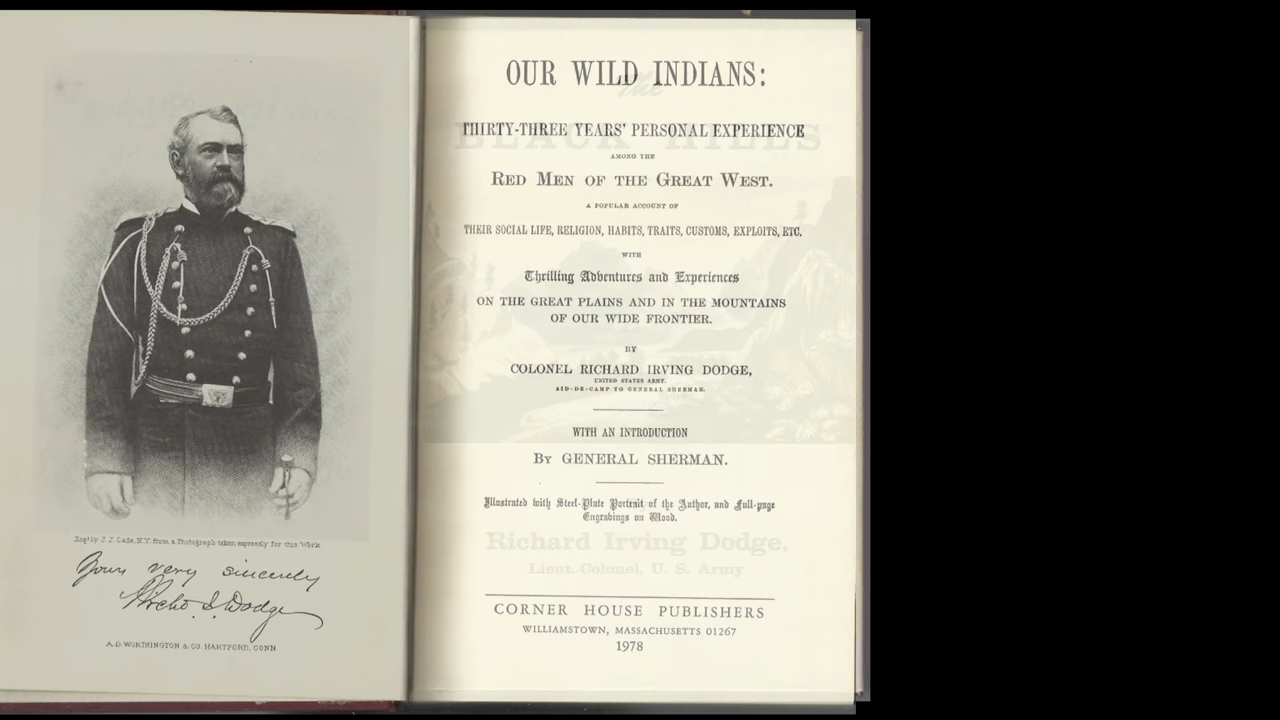 Eng'd by J. J. Cade, N.Y. from a Photograph taken expressly for this Work.
Yours very sincerely
Richd I. Dodge
A. D. WORTHINGTON & CO. HARTFORD, CONN.
OUR WILD INDIANS:
The
THIRTY-THREE YEARS' PERSONAL EXPERIENCE
BLACK HILLS
AMONG THE
RED MEN OF THE GREAT WEST.
A POPULAR ACCOUNT OF
THEIR SOCIAL LIFE, RELIGION, HABITS, TRAITS, CUSTOMS, EXPLOITS, ETC.
WITH
Thrilling Adventures and Experiences
ON THE GREAT PLAINS AND IN THE MOUNTAINS
OF OUR WIDE FRONTIER.
BY
COLONEL RICHARD IRVING DODGE,
UNITED STATES ARMY.
AID-DE-CAMP TO GENERAL SHERMAN.
WITH AN INTRODUCTION
BY GENERAL SHERMAN.
Illustrated with Steel-Plate Portrait of the Author, and Full-page
Engravings on Wood.
Richard Irving Dodge,
Lieut.-Colonel, U. S. Army
CORNER HOUSE PUBLISHERS
WILLIAMSTOWN, MASSACHUSETTS 01267
1978